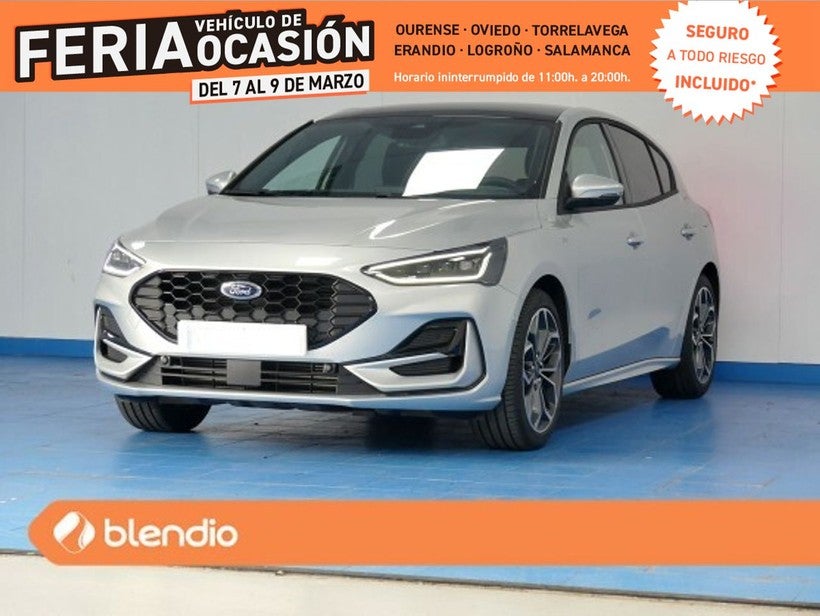 FERIA VEHÍCULO DE
OCASIÓN
DEL 7 AL 9 DE MARZO
OURENSE · OVIEDO · TORRELAVEGA
ERANDIO · LOGROÑO · SALAMANCA
Horario ininterrumpido de 11:00h. a 20:00h.
SEGURO
A TODO RIESGO
INCLUIDO*
Ford
blendio